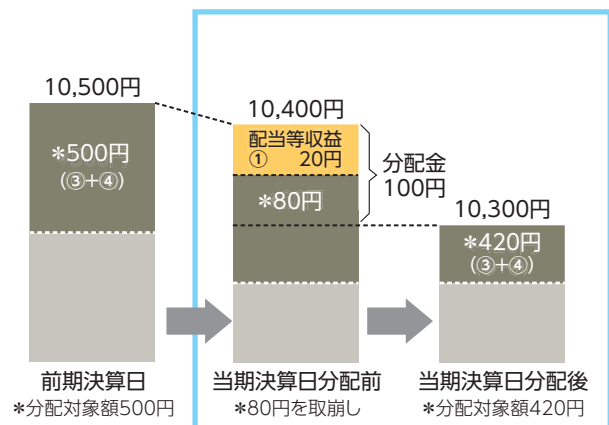 10,500円
*500円
(③+④)
10,400円
配当等収益
① 20円
*80円
分配金
100円
10,300円
*420円
(③+④)
前期決算日
*分配対象額500円
当期決算日分配前
*80円を取崩し
当期決算日分配後
*分配対象額420円